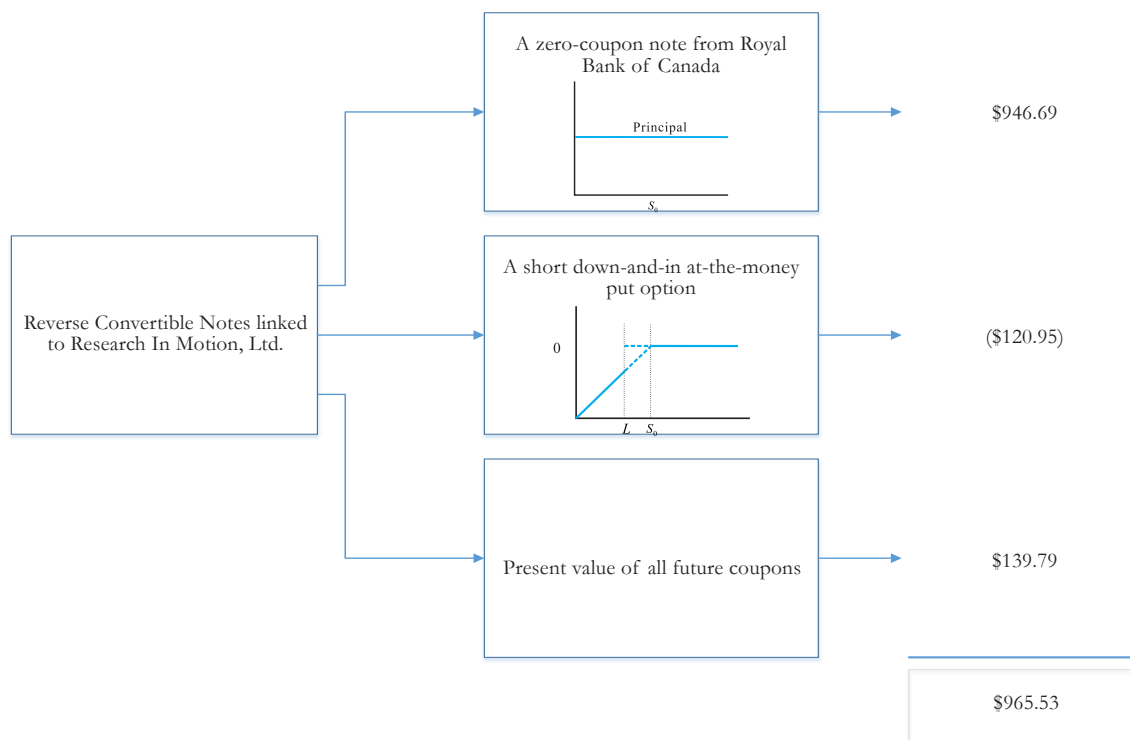 A zero-coupon note from Royal
Bank of Canada
Principal
S₀
$946.69
Reverse Convertible Notes linked
to Research In Motion, Ltd.
A short down-and-in at-the-money
put option
0
L S₀
($120.95)
Present value of all future coupons
$139.79
$965.53